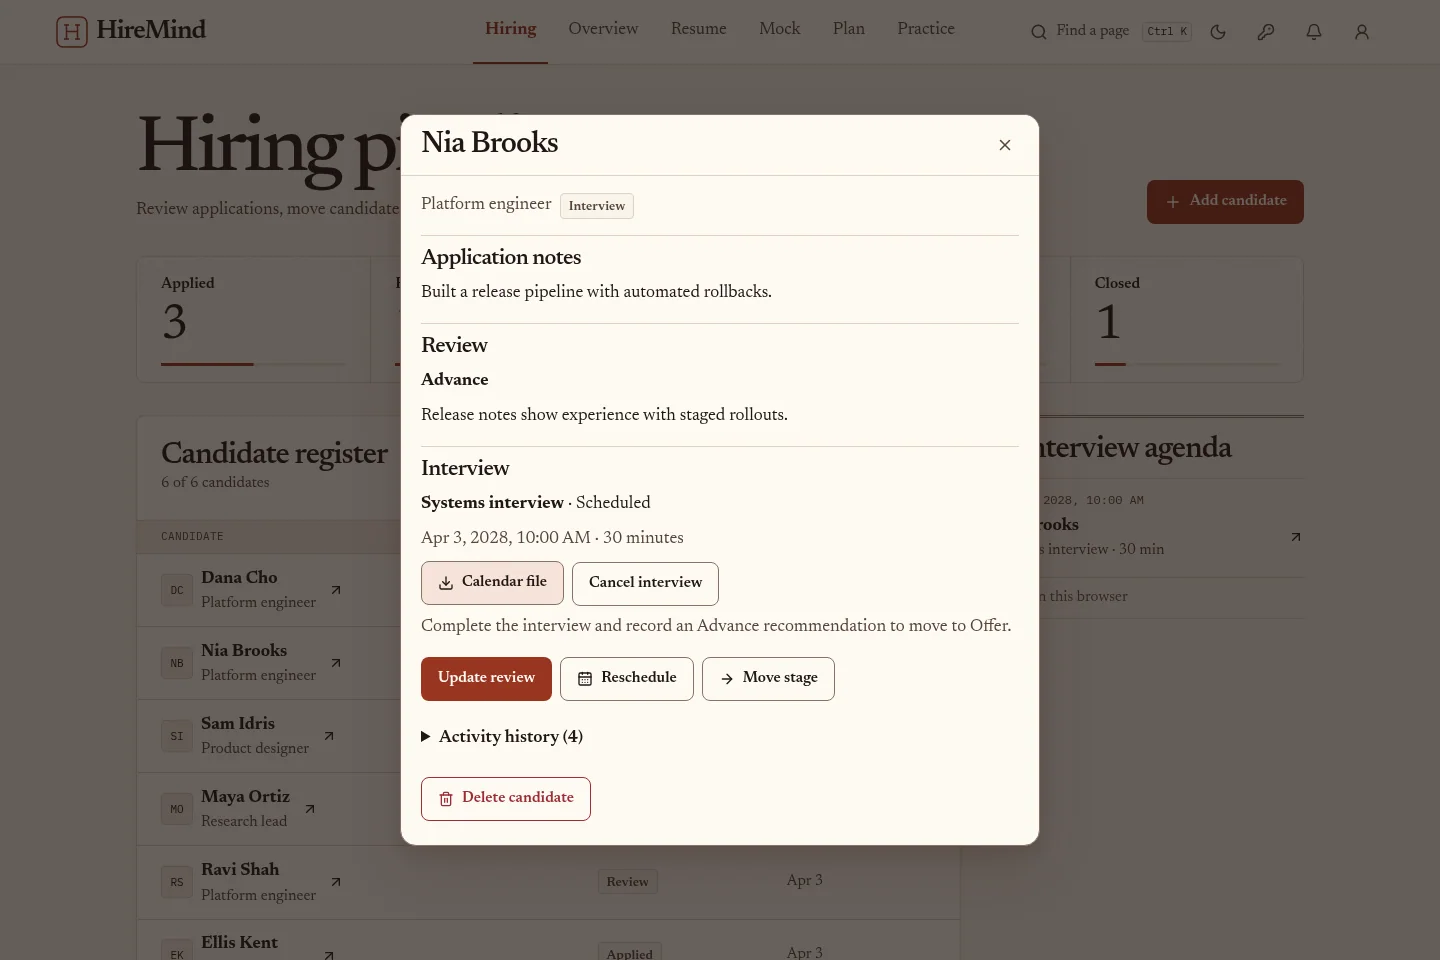 HireMind
Hiring
Overview
Resume
Mock
Plan
Practice
Find a page
Ctrl K
Hiring
Review applications, move candidate
Add candidate
Applied
3
Closed
1
Candidate register
6 of 6 candidates
CANDIDATE
DC
Dana Cho
Platform engineer
NB
Nia Brooks
Platform engineer
SI
Sam Idris
Product designer
MO
Maya Ortiz
Research lead
RS
Ravi Shah
Platform engineer
Review
Apr 3
EK
Ellis Kent
Applied
Apr 3
Nia Brooks
Platform engineer
Interview
Application notes
Built a release pipeline with automated rollbacks.
Review
Advance
Release notes show experience with staged rollouts.
Interview
Systems interview · Scheduled
Apr 3, 2028, 10:00 AM · 30 minutes
Calendar file
Cancel interview
Complete the interview and record an Advance recommendation to move to Offer.
Update review
Reschedule
Move stage
Activity history (4)
Delete candidate
agenda
2028, 10:00 AM
interview · 30 min
this browser